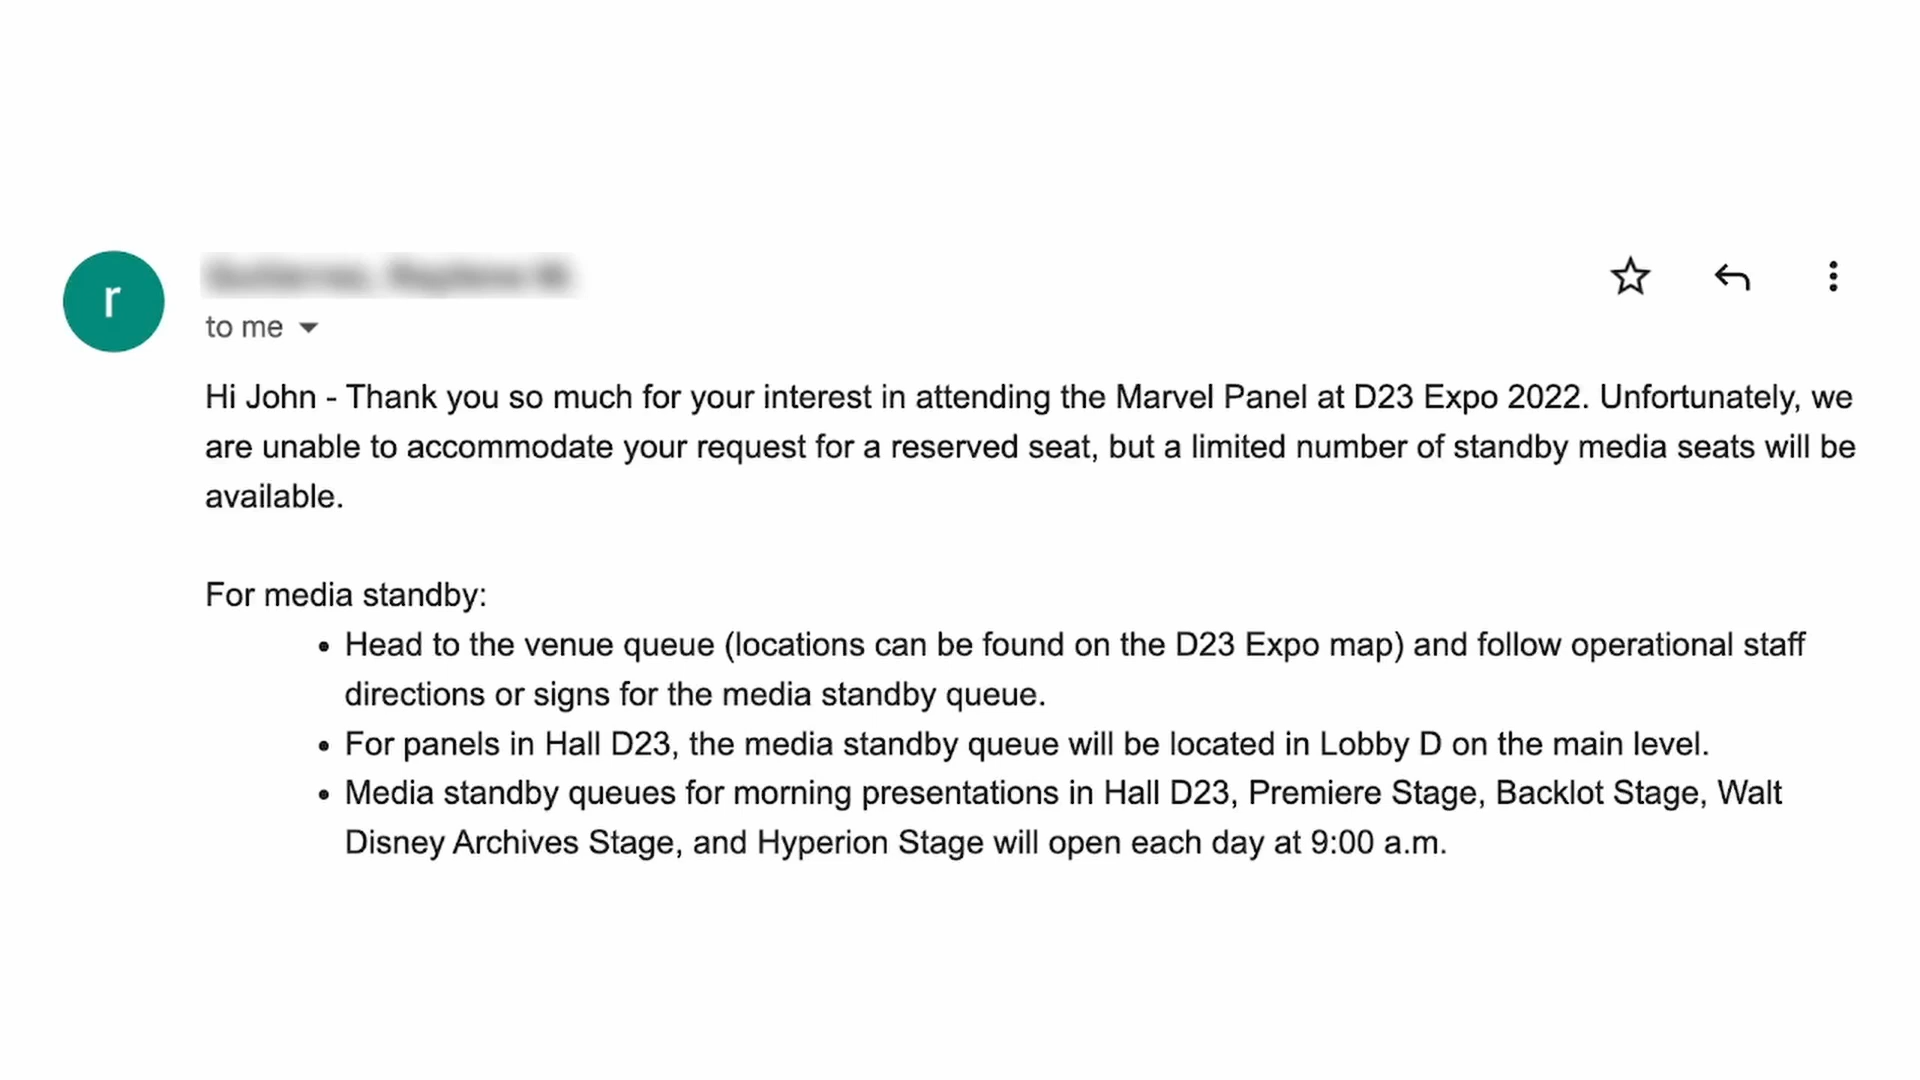 r
to me
Hi John - Thank you so much for your interest in attending the Marvel Panel at D23 Expo 2022. Unfortunately, we
are unable to accommodate your request for a reserved seat, but a limited number of standby media seats will be
available.
For media standby:
• Head to the venue queue (locations can be found on the D23 Expo map) and follow operational staff
directions or signs for the media standby queue.
• For panels in Hall D23, the media standby queue will be located in Lobby D on the main level.
• Media standby queues for morning presentations in Hall D23, Premiere Stage, Backlot Stage, Walt
Disney Archives Stage, and Hyperion Stage will open each day at 9:00 a.m.